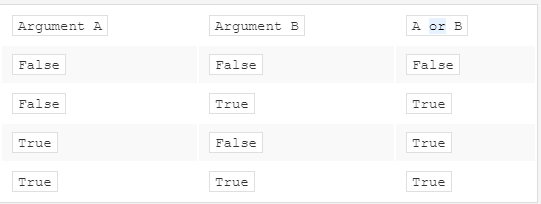 Argument A Argument B A or B
False False False
False True True
True False True
True True True